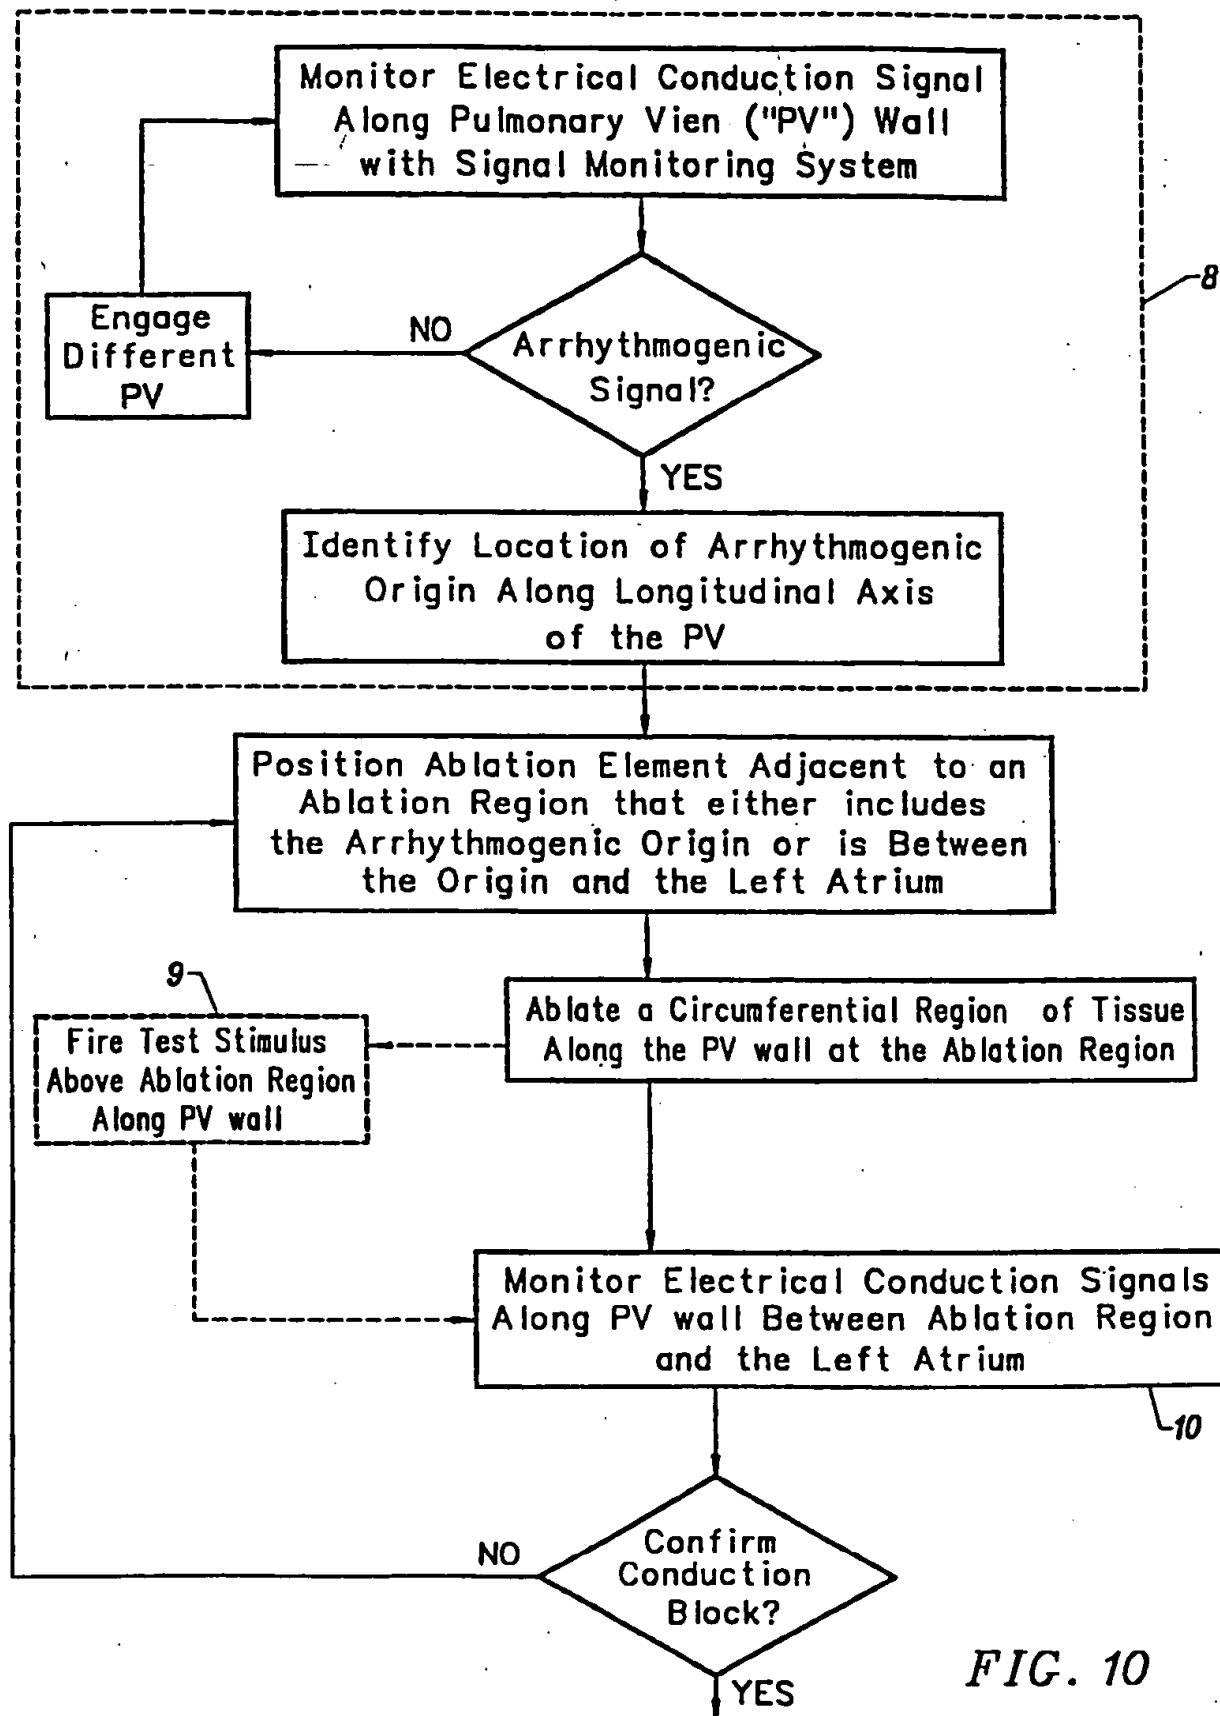 Monitor Electrical Conduction Signal
Along Pulmonary Vien ("PV") Wall
with Signal Monitoring System
8
Engage
Different
PV
NO
Arrhythmogenic
Signal?
YES
Identify Location of Arrhythmogenic
Origin Along Longitudinal Axis
of the PV
Position Ablation Element Adjacent to an
Ablation Region that either includes
the Arrhythmogenic Origin or is Between
the Origin and the Left Atrium
9
Fire Test Stimulus
Above Ablation Region
Along PV wall
Ablate a Circumferential Region of Tissue
Along the PV wall at the Ablation Region
Monitor Electrical Conduction Signals
Along PV wall Between Ablation Region
and the Left Atrium
10
NO
Confirm
Conduction
Block?
YES
FIG. 10